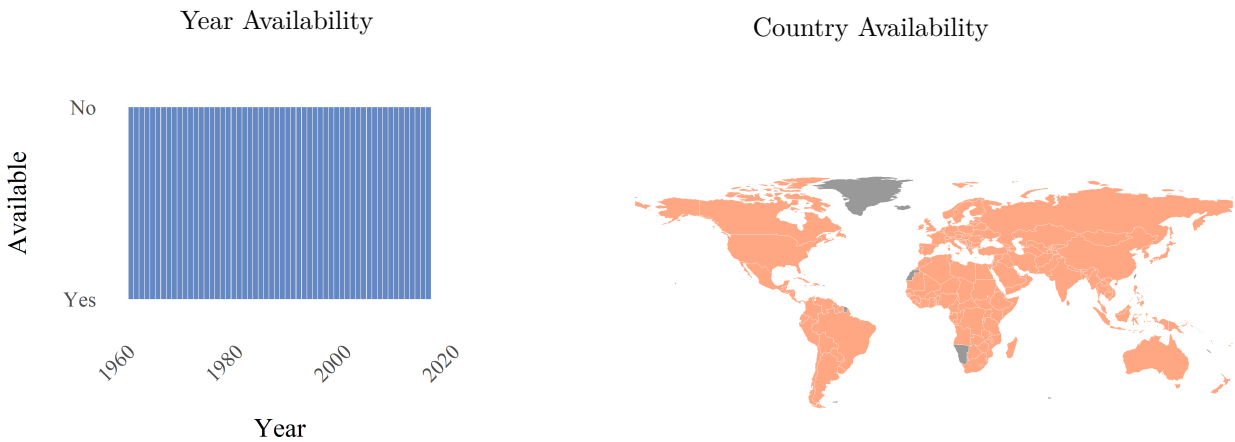 Year Availability
No
Available
Yes
1960
1980
2000
2020
Year
Country Availability